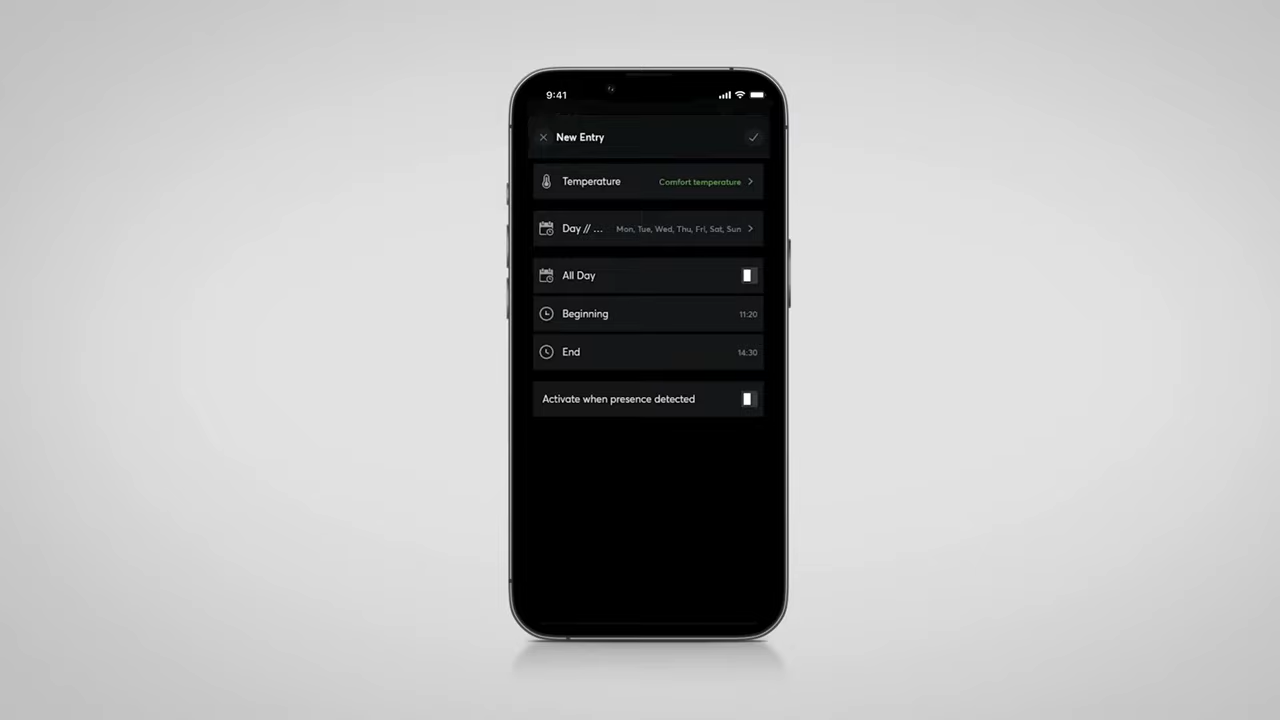 9:41
New Entry
Temperature Comfort temperature
Day // ... Mon, Tue, Wed, Thu, Fri, Sat, Sun
All Day
Beginning 11:20
End 14:30
Activate when presence detected